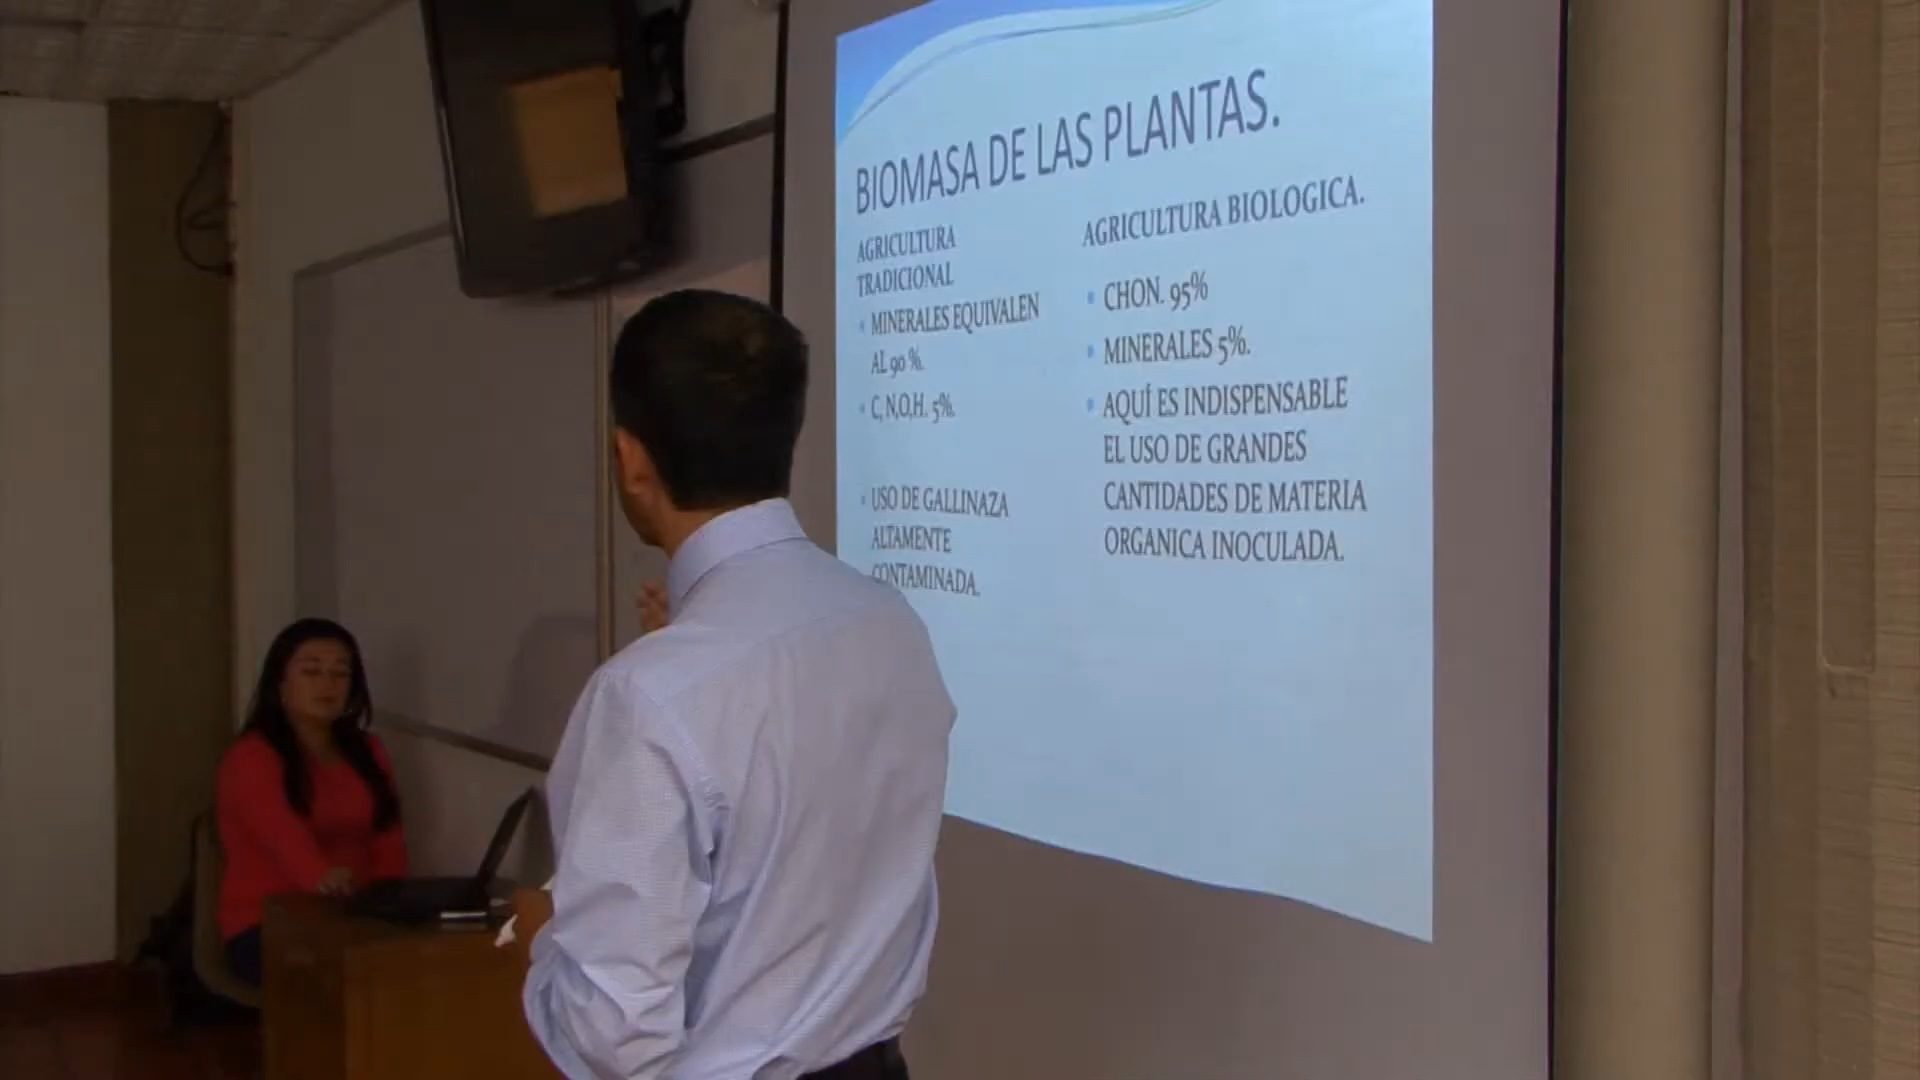 BIOMASA DE LAS PLANTAS.
AGRICULTURA
TRADICIONAL
MINERALES EQUIVALEN
AL 90 %.
C, N,O,H. 5%.
USO DE GALLINAZA
ALTAMENTE
CONTAMINADA.
AGRICULTURA BIOLOGICA.
CHON. 95%
MINERALES 5%.
AQUÍ ES INDISPENSABLE
EL USO DE GRANDES
CANTIDADES DE MATERIA
ORGANICA INOCULADA.